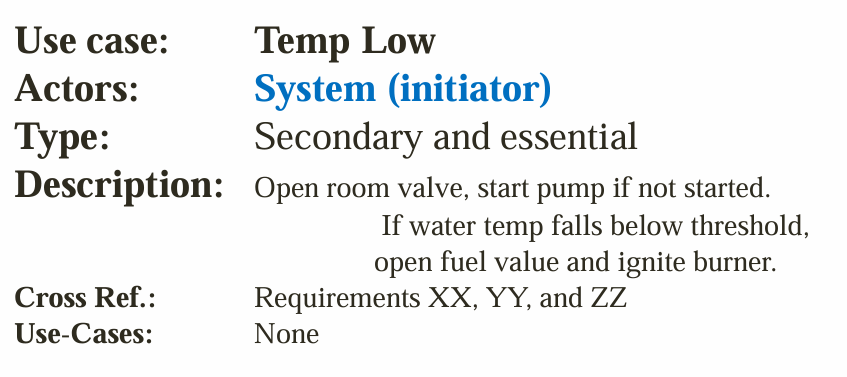 Use case: Temp Low
Actors: System (initiator)
Type: Secondary and essential
Description: Open room valve, start pump if not started.
If water temp falls below threshold,
open fuel value and ignite burner.
Cross Ref.: Requirements XX, YY, and ZZ
Use-Cases: None